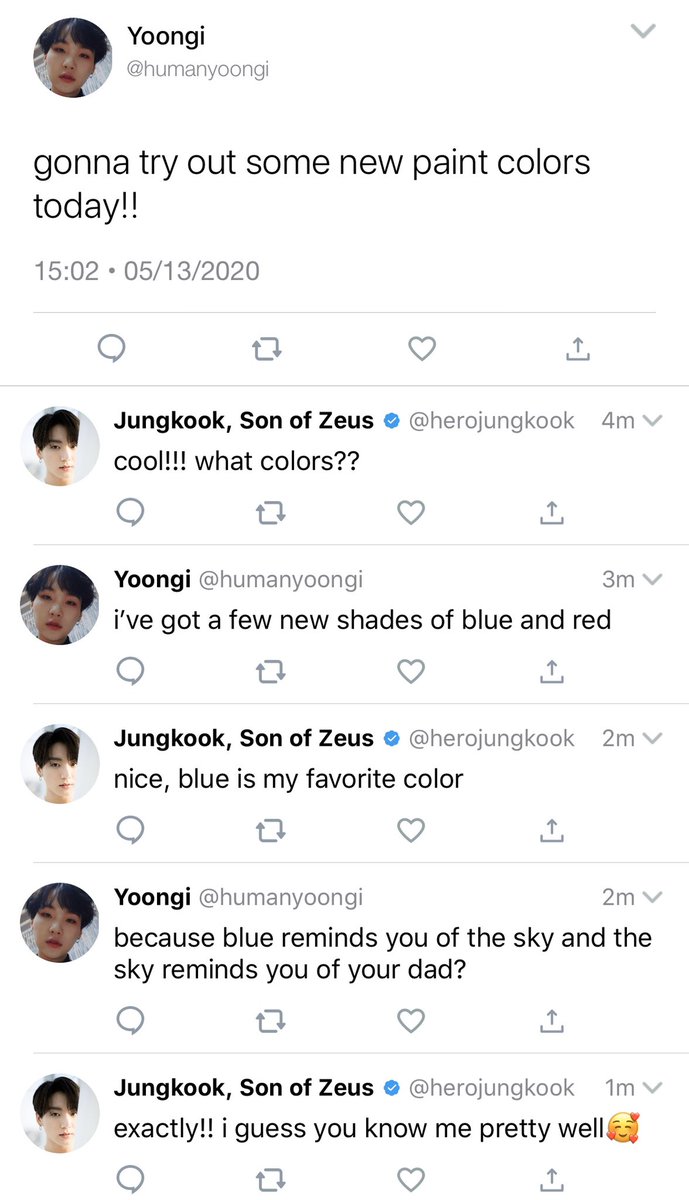 Yoongi
@humanyoongi
gonna try out some new paint colors
today!!
15:02 • 05/13/2020
Jungkook, Son of Zeus @herojungkook 4m
cool!!! what colors??
Yoongi @humanyoongi 3m
i’ve got a few new shades of blue and red
Jungkook, Son of Zeus @herojungkook 2m
nice, blue is my favorite color
Yoongi @humanyoongi 2m
because blue reminds you of the sky and the
sky reminds you of your dad?
Jungkook, Son of Zeus @herojungkook 1m
exactly!! i guess you know me pretty well🥰